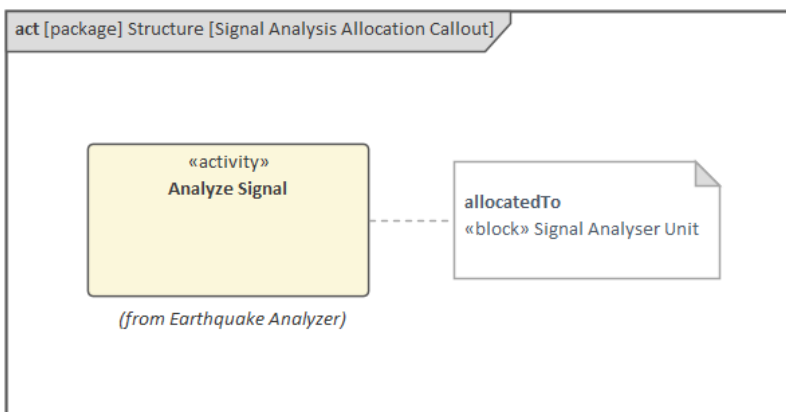 act [package] Structure [Signal Analysis Allocation Callout]
«activity»
Analyze Signal
(from Earthquake Analyzer)
allocatedTo
«block» Signal Analyser Unit